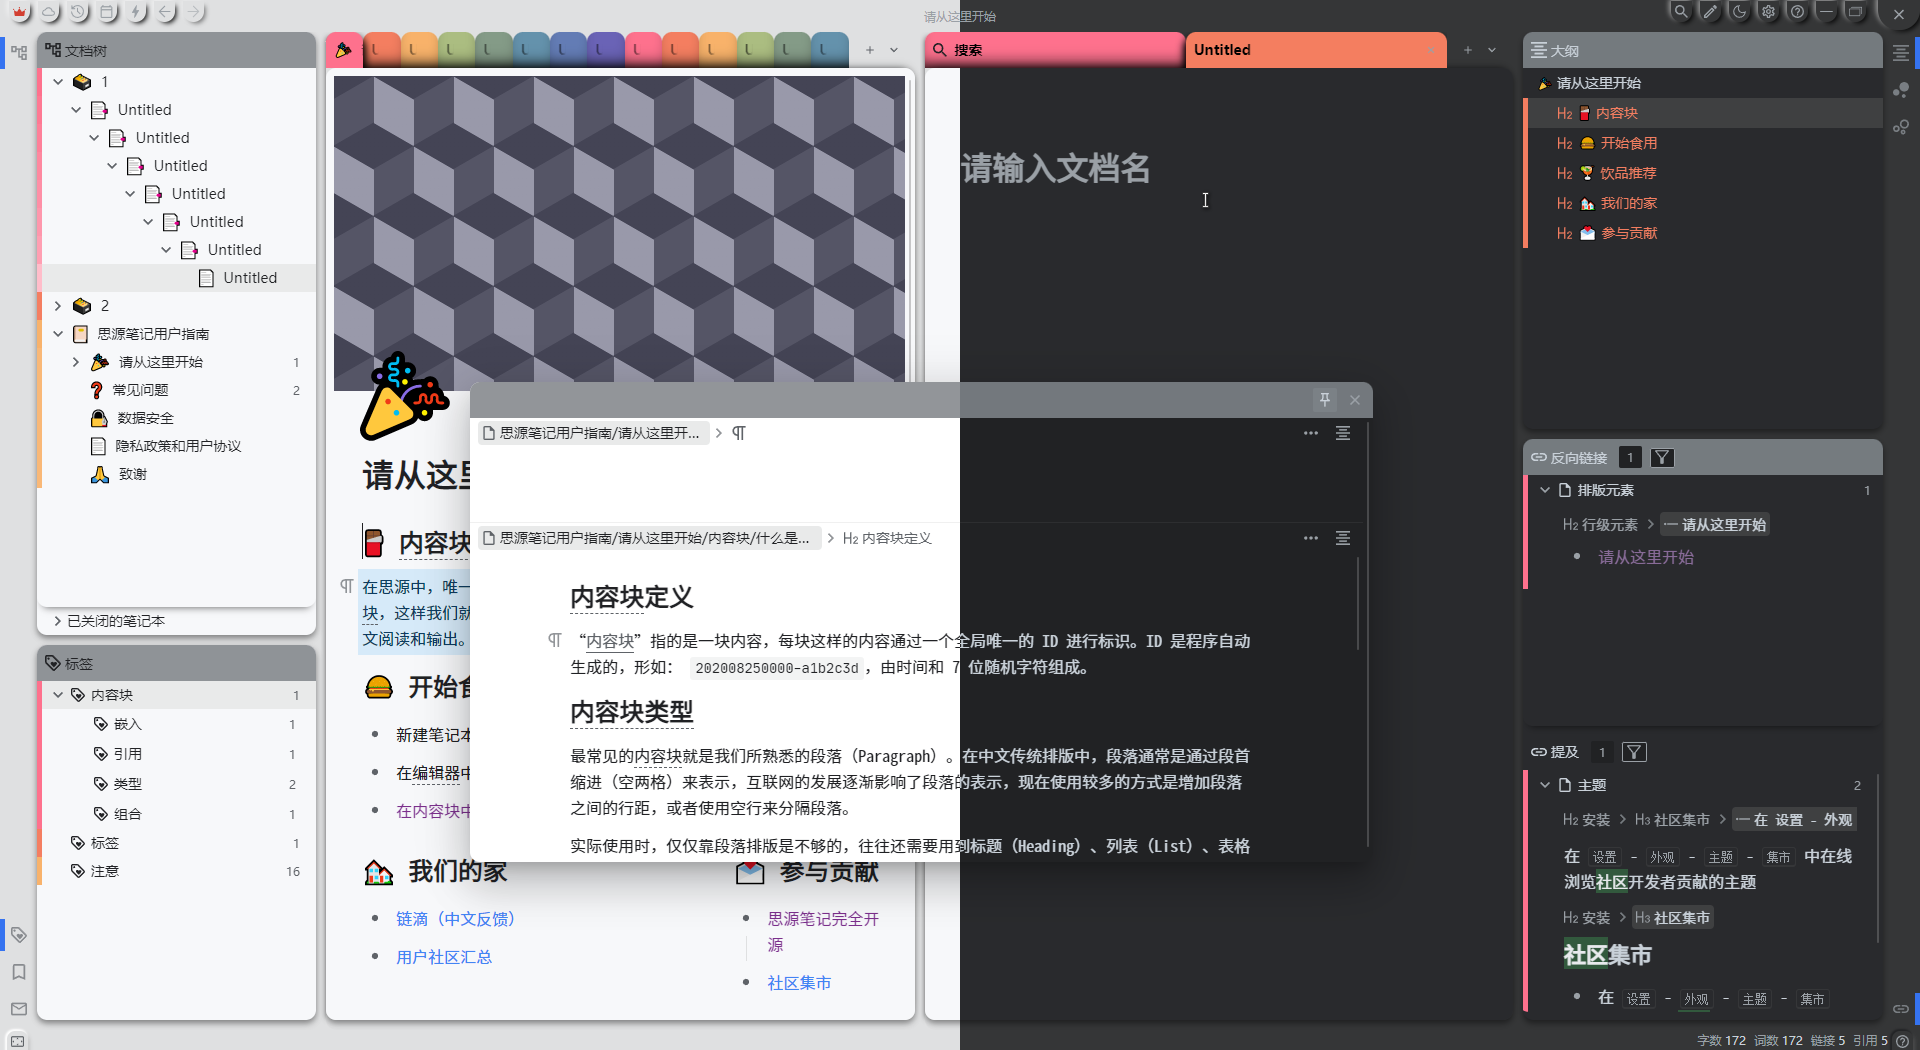 请从这里开始
文档树
1
Untitled
Untitled
Untitled
Untitled
Untitled
Untitled
Untitled
2
思源笔记用户指南
请从这里开始 1
常见问题 2
数据安全
隐私政策和用户协议
致谢
已关闭的笔记本
标签
内容块 1
嵌入 1
引用 1
类型 2
组合 1
标签 1
注意 16
L L L L L L L L L L L L L
请从这里
内容块
在思源中，唯一
块，这样我们就
文阅读和输出。
开始食
新建笔记本
在编辑器中
在内容块中
我们的家
链滴（中文反馈）
用户社区汇总
参与贡献
思源笔记完全开
源
社区集市
搜索
Untitled
请输入文档名
思源笔记用户指南/请从这里开...
思源笔记用户指南/请从这里开始/内容块/什么是...
H2 内容块定义
内容块定义
“内容块”指的是一块内容，每块这样的内容通过一个全局唯一的 ID 进行标识。ID 是程序自动
生成的，形如： 202008250000-a1b2c3d，由时间和 7 位随机字符组成。
内容块类型
最常见的内容块就是我们所熟悉的段落（Paragraph）。在中文传统排版中，段落通常是通过段首
缩进（空两格）来表示，互联网的发展逐渐影响了段落的表示，现在使用较多的方式是增加段落
之间的行距，或者使用空行来分隔段落。
实际使用时，仅仅靠段落排版是不够的，往往还需要用到标题（Heading）、列表（List）、表格
大纲
请从这里开始
H2 内容块
H2 开始食用
H2 饮品推荐
H2 我们的家
H2 参与贡献
反向链接 1
排版元素 1
H2 行级元素 > 请从这里开始
请从这里开始
提及 1
主题 2
H2 安装 > H3 社区集市 > 在 设置 - 外观
在 设置 - 外观 - 主题 - 集市 中在线
浏览社区开发者贡献的主题
H2 安装 > H3 社区集市
社区集市
在 设置 - 外观 - 主题 - 集市
字数 172 词数 172 链接 5 引用 5